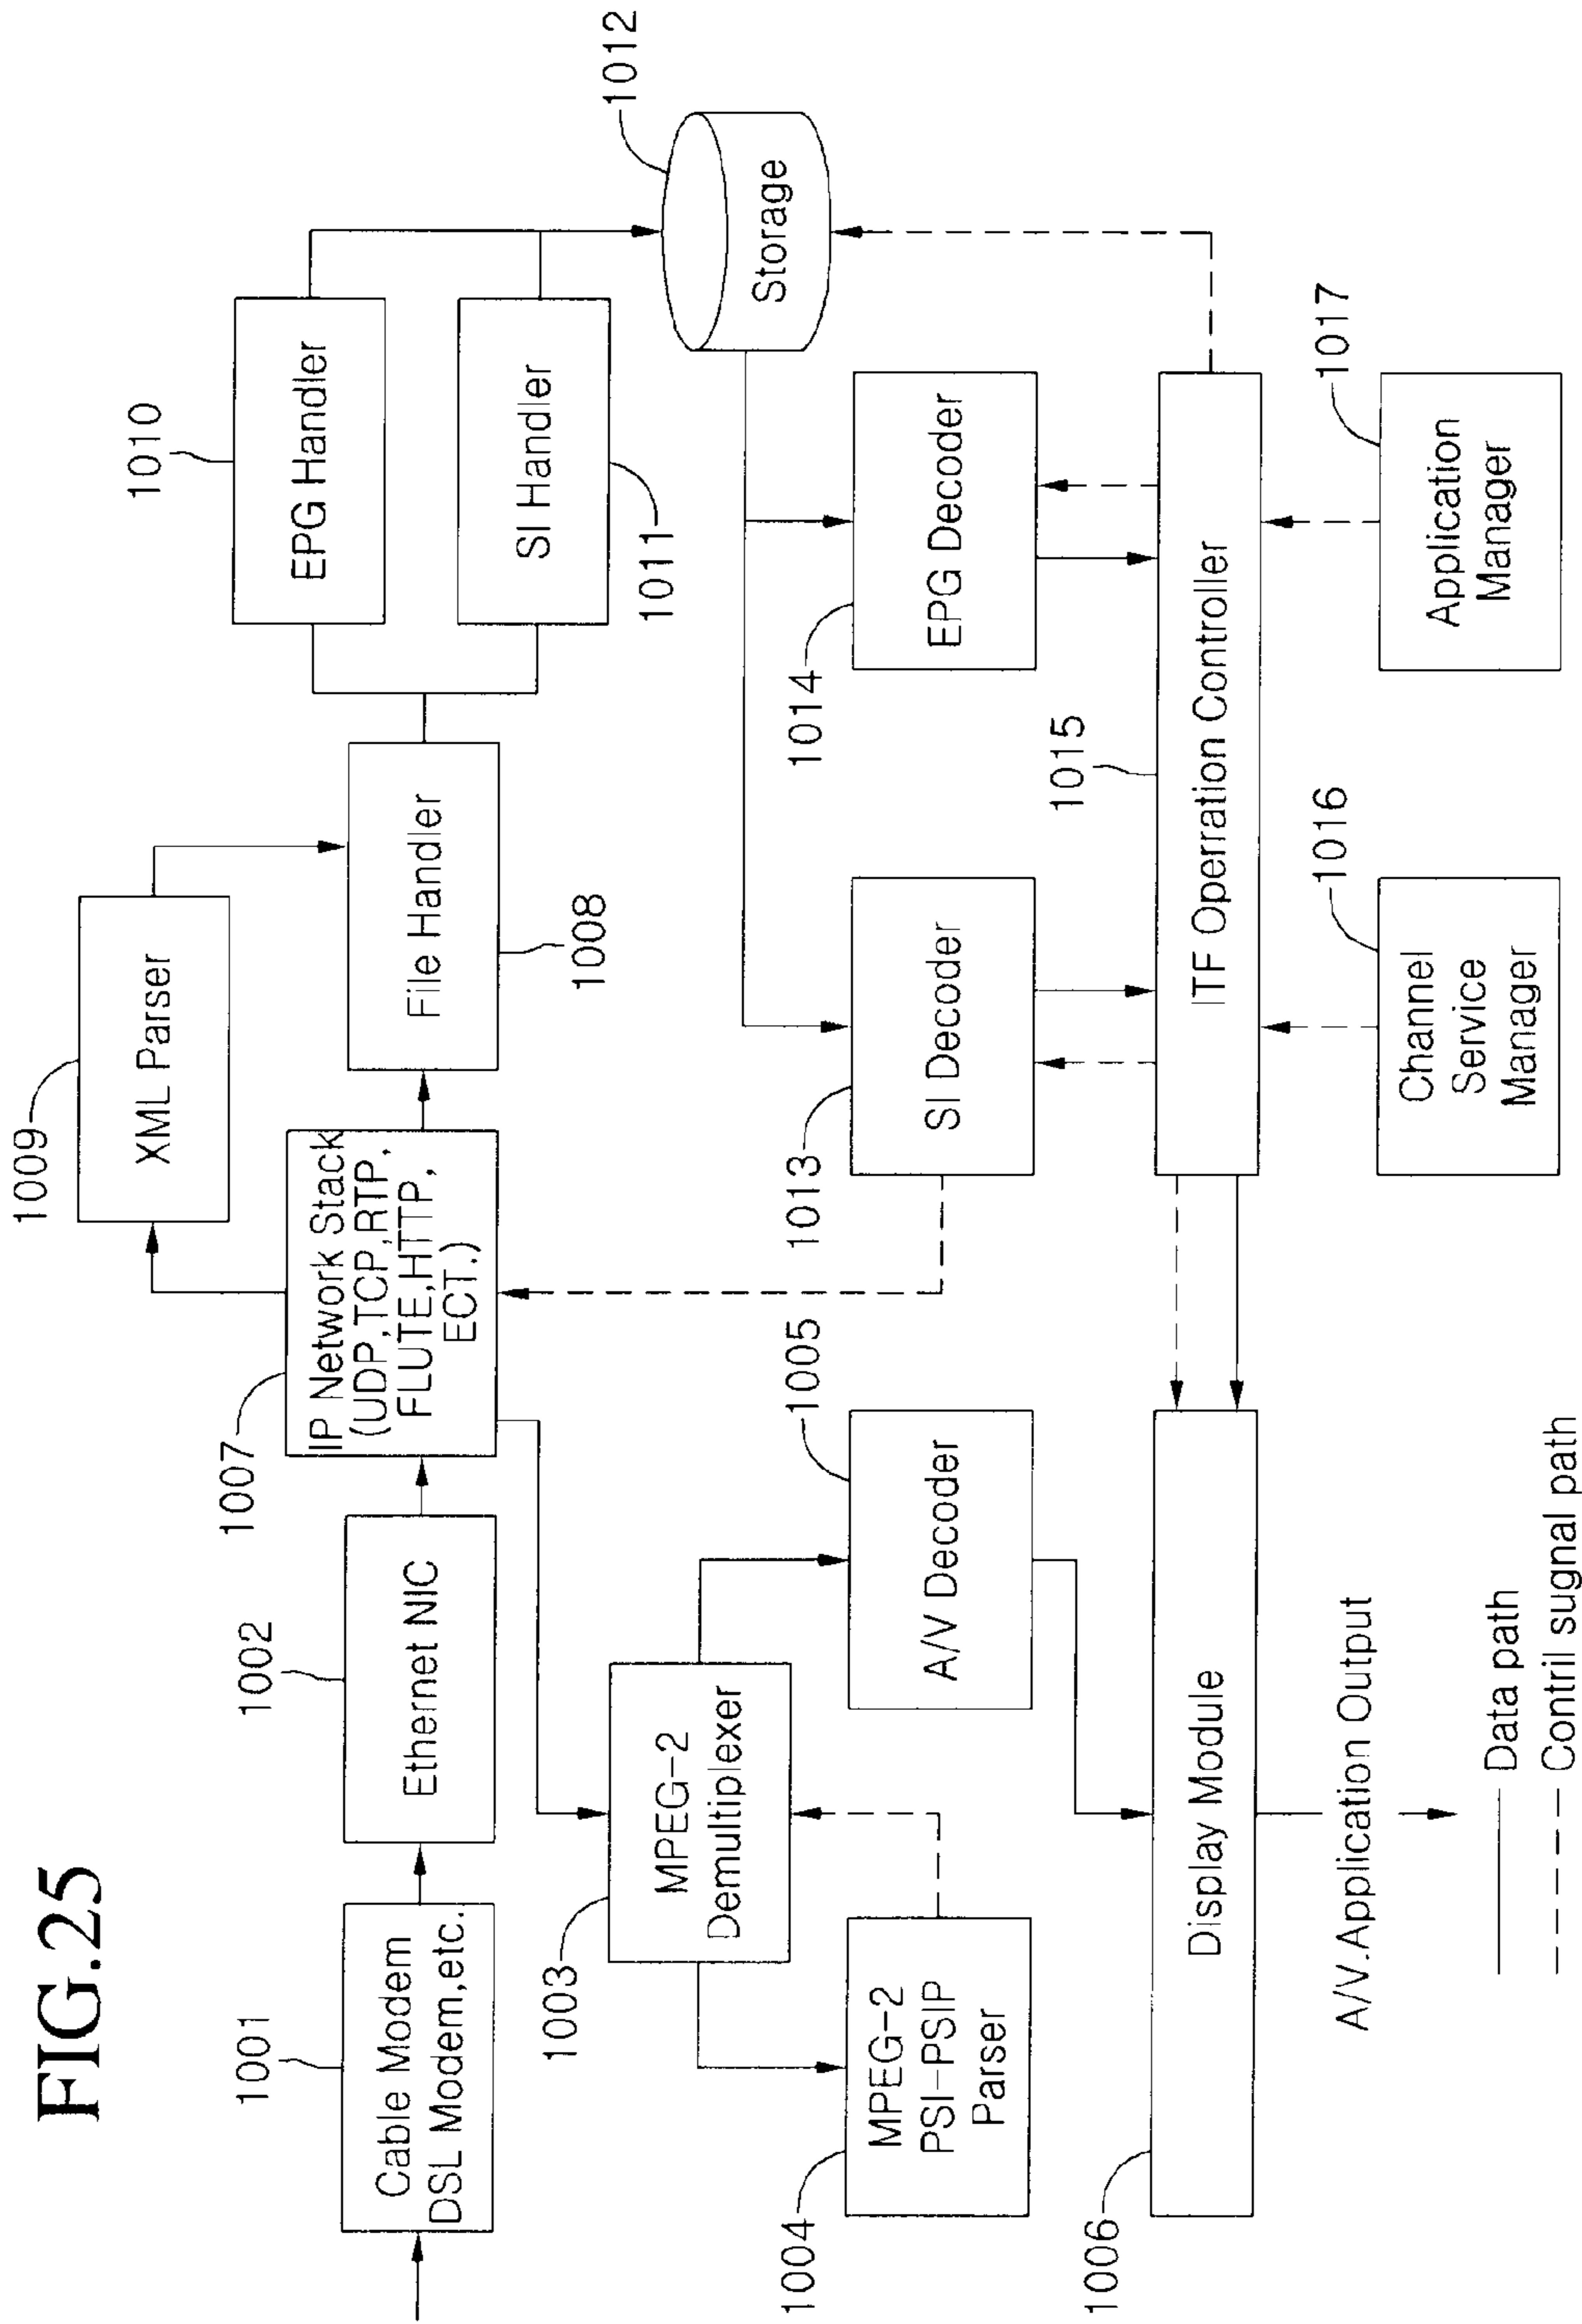 FIG.25
1001
Cable Modem
DSL Modem,etc.
1002
Ethernet NIC
1007
IP Network Stack
(UDP,TCP,RTP,
FLUTE,HTTP,
ECT.)
1009
XML Parser
File Handler
1008
1010
EPG Handler
SI Handler
1011
1012
Storage
1003
MPEG-2
Demultiplexer
1004
MPEG-2
PSI-PSIP
Parser
1005
A/V Decoder
1013
SI Decoder
1014
EPG Decoder
1006
Display Module
1015
ITF Operration Controller
1016
Channel
Service
Manager
1017
Application
Manager
A/V.Application Output
Data path
Contril sugnal path